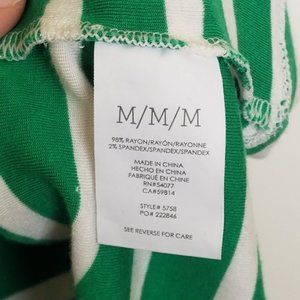 M/M/M
98% RAYON/RAYÓN/RAYONNE
2% SPANDEX/SPANDEX/SPANDEX
MADE IN CHINA
HECHO EN CHINA
FABRIQUÉ EN CHINE
RN#54077
CA#59814
STYLE# 5758
PO# 222846
SEE REVERSE FOR CARE